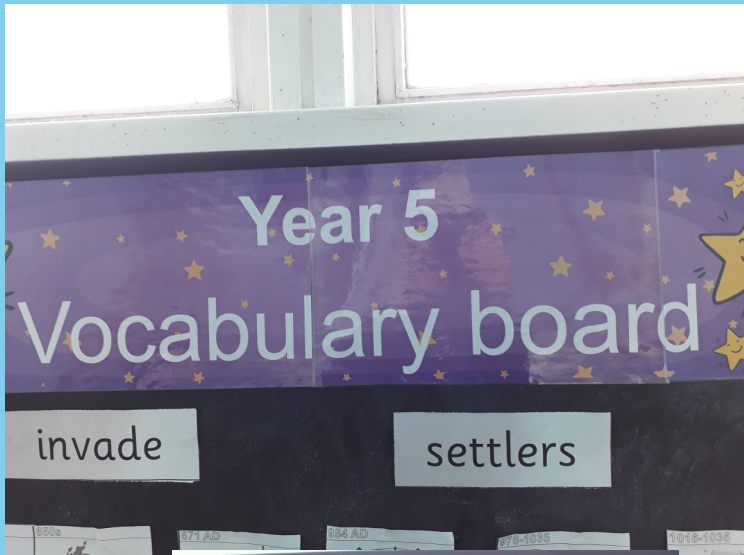 Year 5
Vocabulary board
invade
settlers
850s
871 AD
954 AD
978-1035
1016-1035